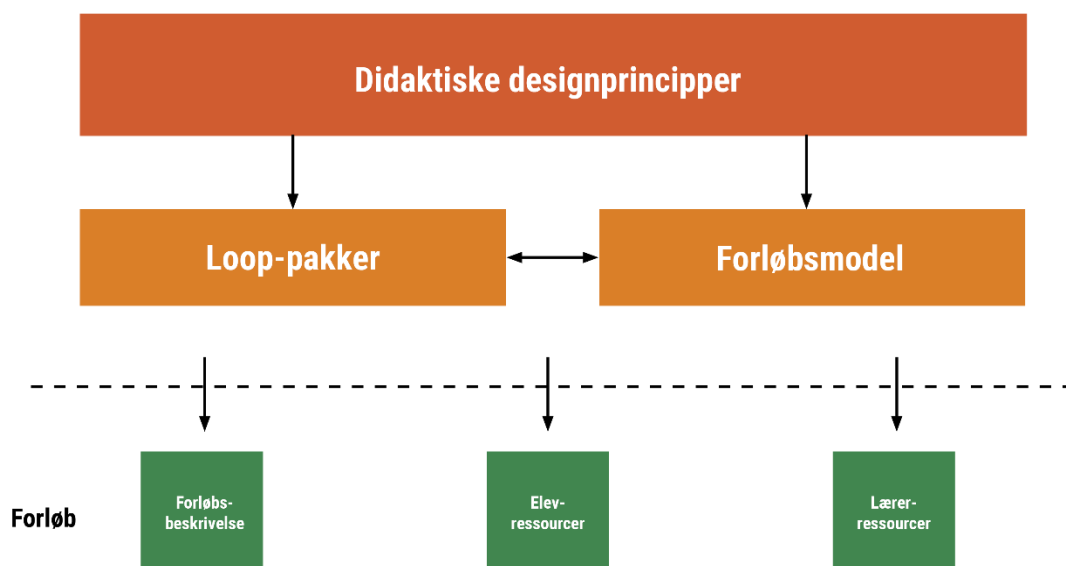 Didaktiske designprincipper
Loop-pakker
Forløbsmodel
Forløb
Forløbs-
beskrivelse
Elev-
ressourcer
Lærer-
ressourcer